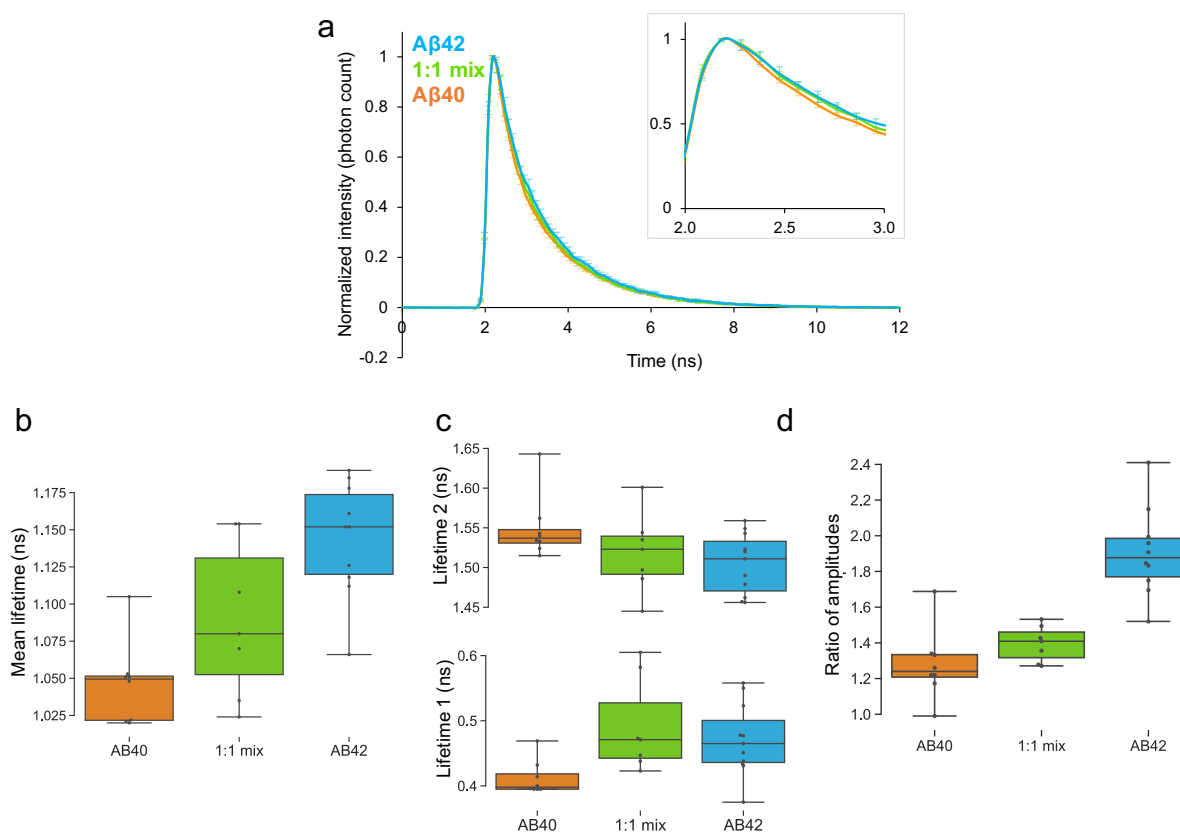 a
Aβ42
1:1 mix
Aβ40
Normalized intensity (photon count)
1
0.8
0.6
0.4
0.2
0
-0.2
0 2 4 6 8 10 12
Time (ns)
1
0.5
0
2.0 2.5 3.0
b
Mean lifetime (ns)
1.175
1.150
1.125
1.100
1.075
1.050
1.025
AB40 1:1 mix AB42
c
Lifetime 2 (ns)
1.65
1.60
1.55
1.50
1.45
Lifetime 1 (ns)
0.6
0.5
0.4
AB40 1:1 mix AB42
d
Ratio of amplitudes
2.4
2.2
2.0
1.8
1.6
1.4
1.2
1.0
AB40 1:1 mix AB42